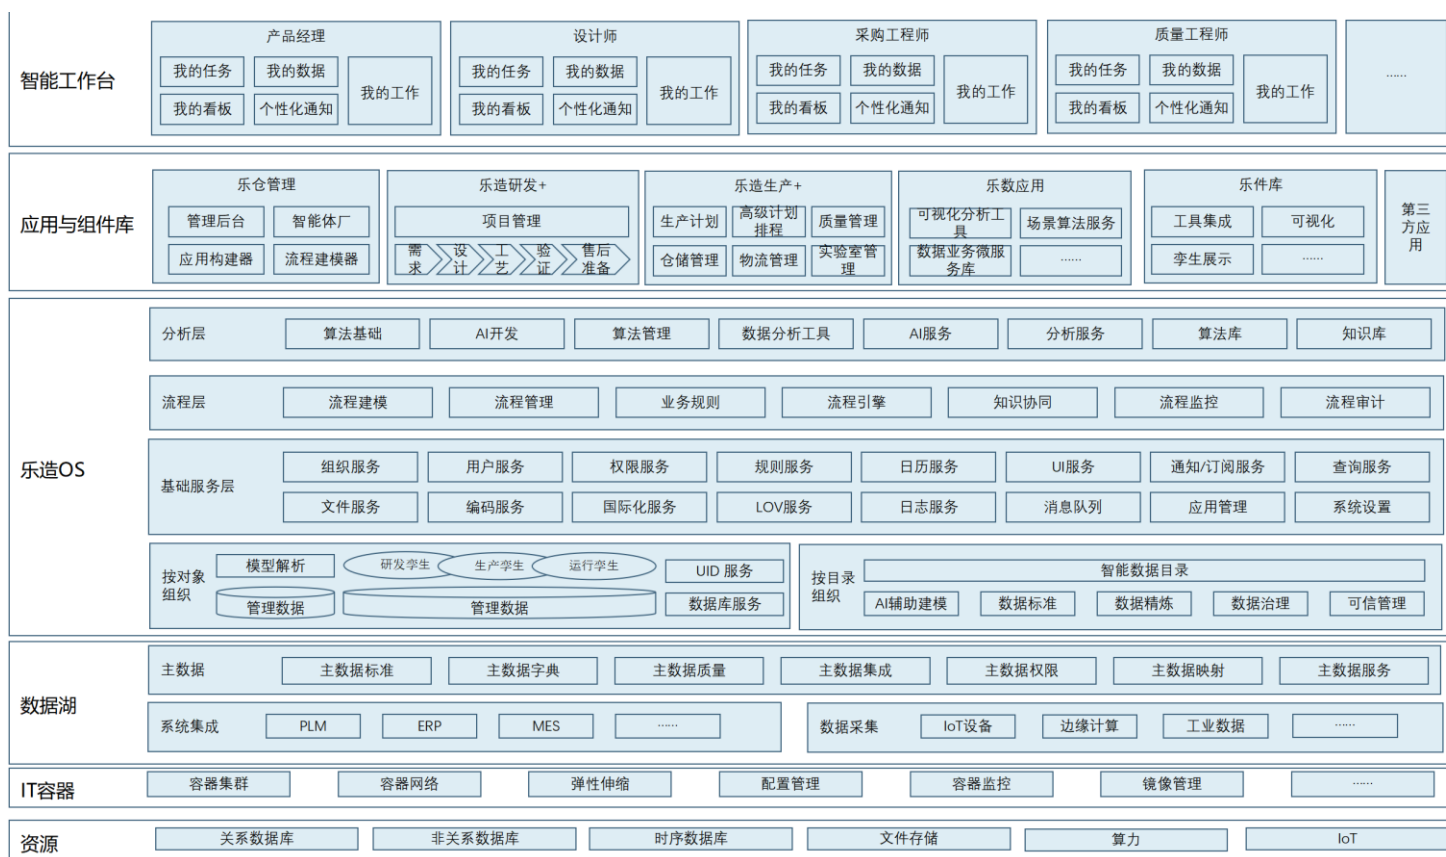 智能工作台
产品经理
我的任务
我的数据
我的看板
个性化通知
我的工作
设计师
我的任务
我的数据
我的看板
个性化通知
我的工作
采购工程师
我的任务
我的数据
我的看板
个性化通知
我的工作
质量工程师
我的任务
我的数据
我的看板
个性化通知
我的工作
……
应用与组件库
乐仓管理
管理后台
智能体厂
应用构建器
流程建模器
乐造研发+
项目管理
需
求
设
计
工
艺
验
证
售后
准备
乐造生产+
生产计划
高级计划
排程
质量管理
仓储管理
物流管理
实验室管
理
乐数应用
可视化分析工
具
场景算法服务
数据业务微服
务库
……
乐件库
工具集成
可视化
孪生展示
……
第三
方应
用
乐造OS
分析层
算法基础
AI开发
算法管理
数据分析工具
AI服务
分析服务
算法库
知识库
流程层
流程建模
流程管理
业务规则
流程引擎
知识协同
流程监控
流程审计
基础服务层
组织服务
用户服务
权限服务
规则服务
日历服务
UI服务
通知/订阅服务
查询服务
文件服务
编码服务
国际化服务
LOV服务
日志服务
消息队列
应用管理
系统设置
按对象
组织
模型解析
研发孪生
生产孪生
运行孪生
UID 服务
管理数据
管理数据
数据库服务
按目录
组织
智能数据目录
AI辅助建模
数据标准
数据精炼
数据治理
可信管理
数据湖
主数据
主数据标准
主数据字典
主数据质量
主数据集成
主数据权限
主数据映射
主数据服务
系统集成
PLM
ERP
MES
……
数据采集
IoT设备
边缘计算
工业数据
……
IT容器
容器集群
容器网络
弹性伸缩
配置管理
容器监控
镜像管理
……
资源
关系数据库
非关系数据库
时序数据库
文件存储
算力
IoT